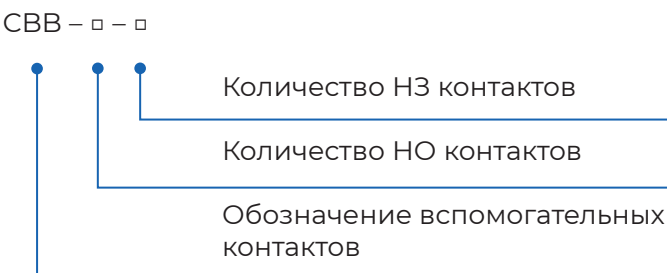 СВВ – □ – □
Количество НЗ контактов
Количество НО контактов
Обозначение вспомогательных
контактов